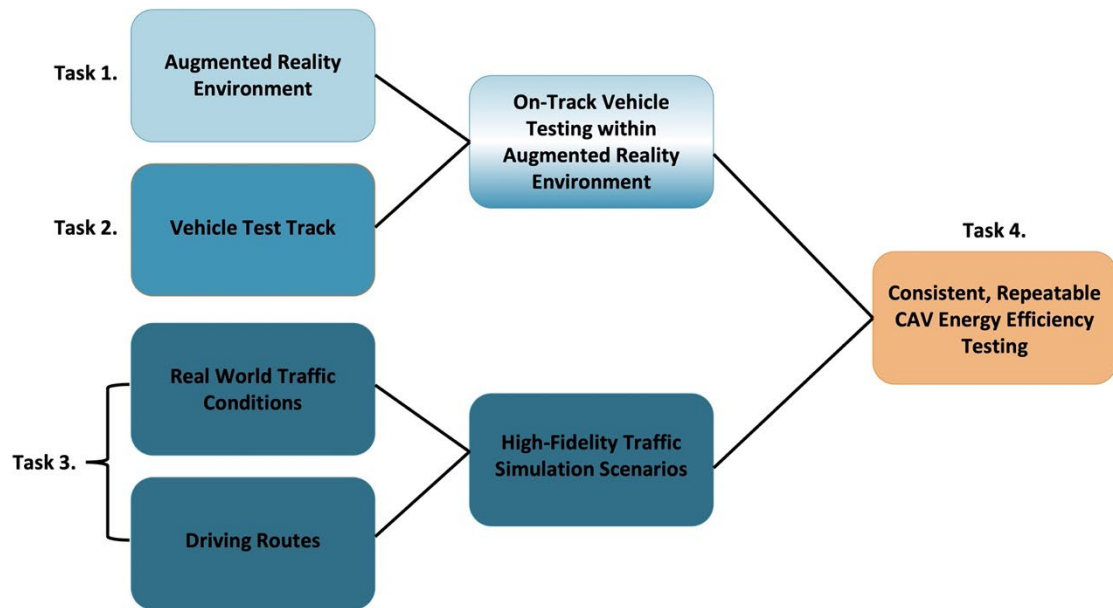 Task 1.
Augmented Reality
Environment
Task 2.
Vehicle Test Track
Task 3.
Real World Traffic
Conditions
Driving Routes
On-Track Vehicle
Testing within
Augmented Reality
Environment
High-Fidelity Traffic
Simulation Scenarios
Task 4.
Consistent, Repeatable
CAV Energy Efficiency
Testing